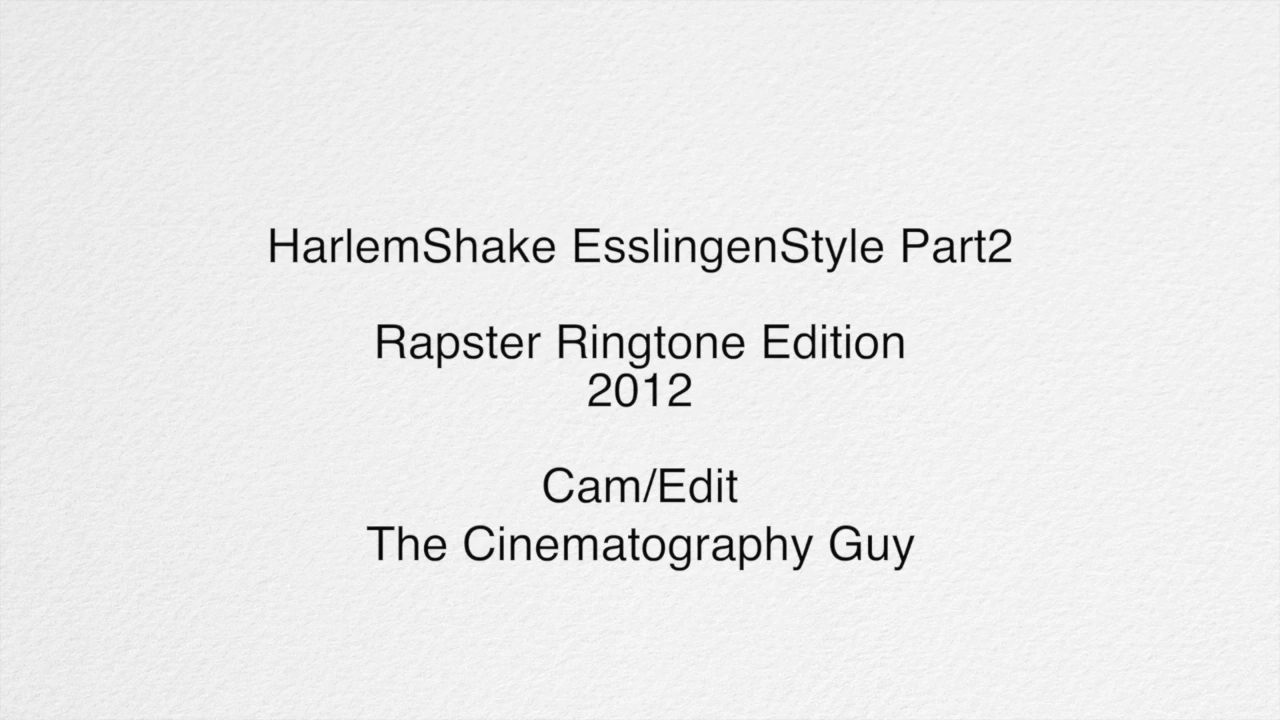 HarlemShake EsslingenStyle Part2
Rapster Ringtone Edition
2012
Cam/Edit
The Cinematography Guy